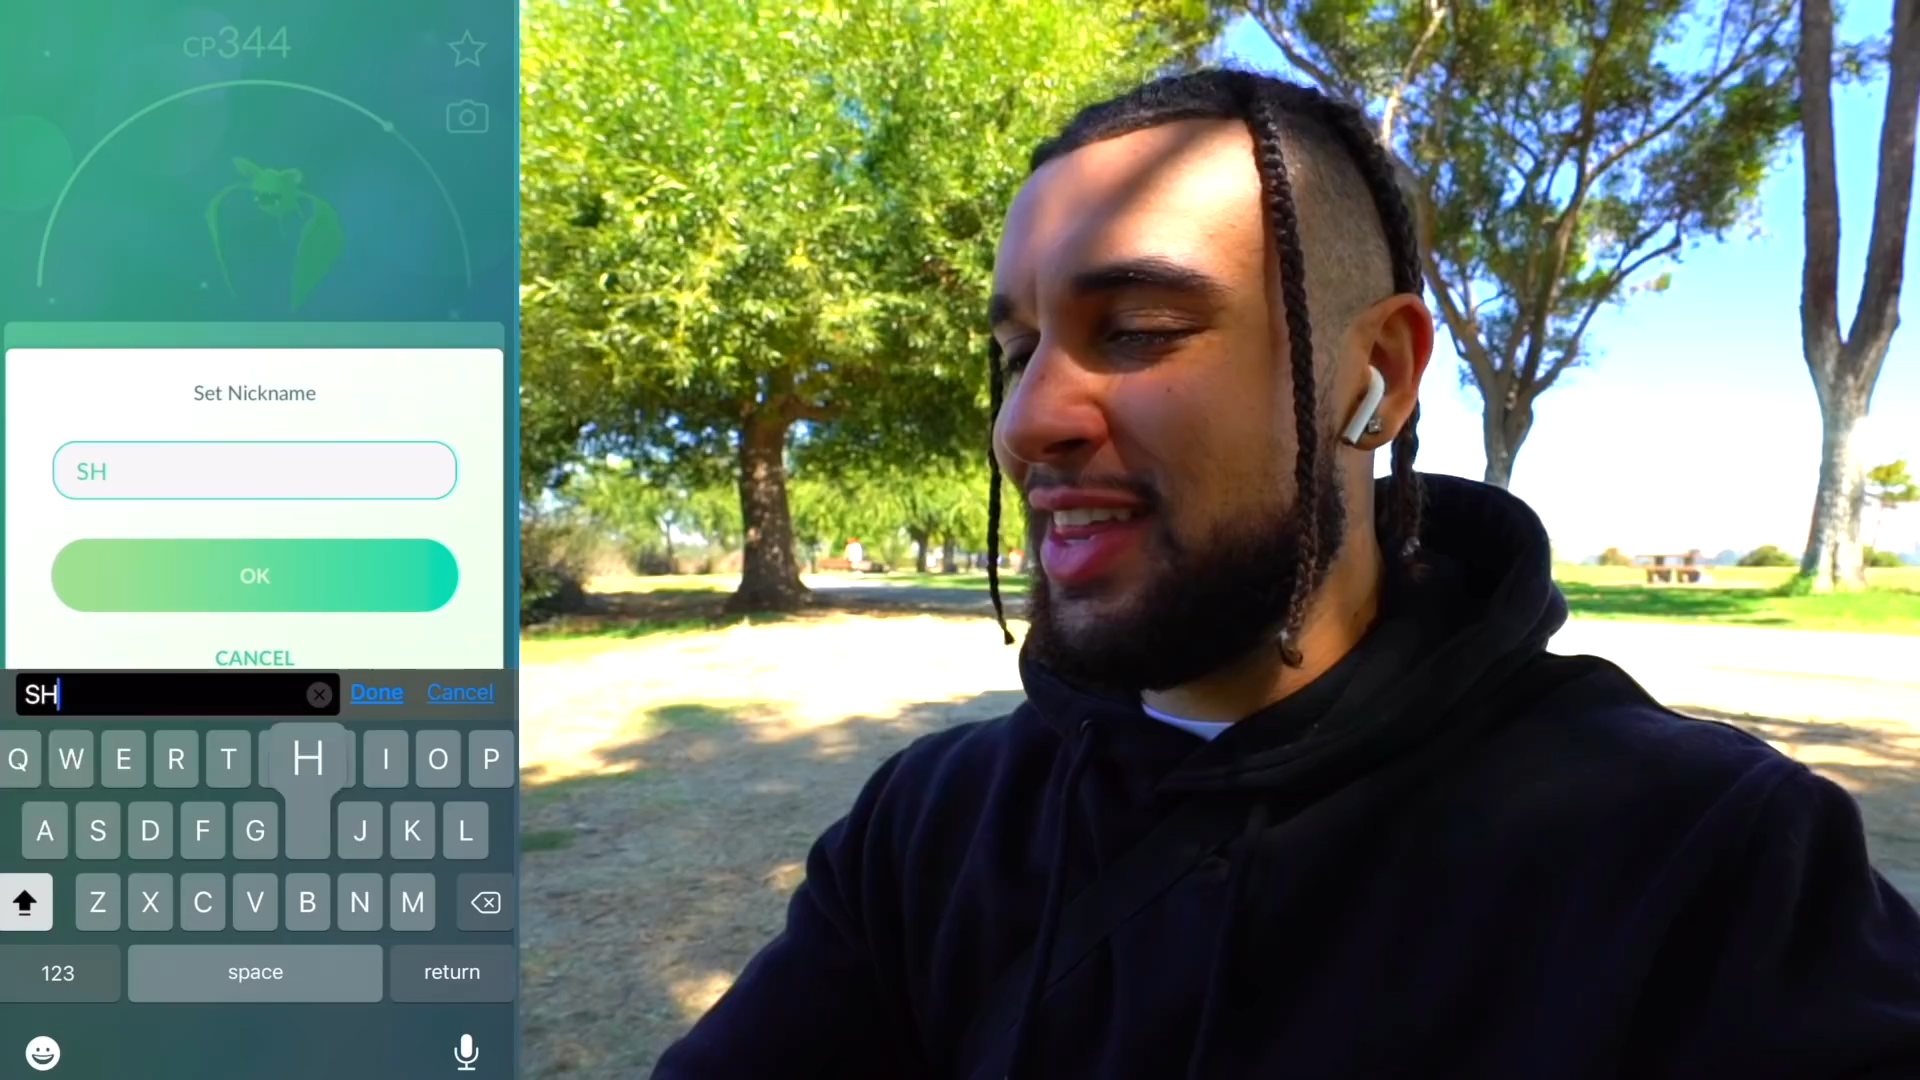 CP344
Set Nickname
SH
OK
CANCEL
SH Done Cancel
Q W E R T H I O P
A S D F G J K L
Z X C V B N M
123 space return